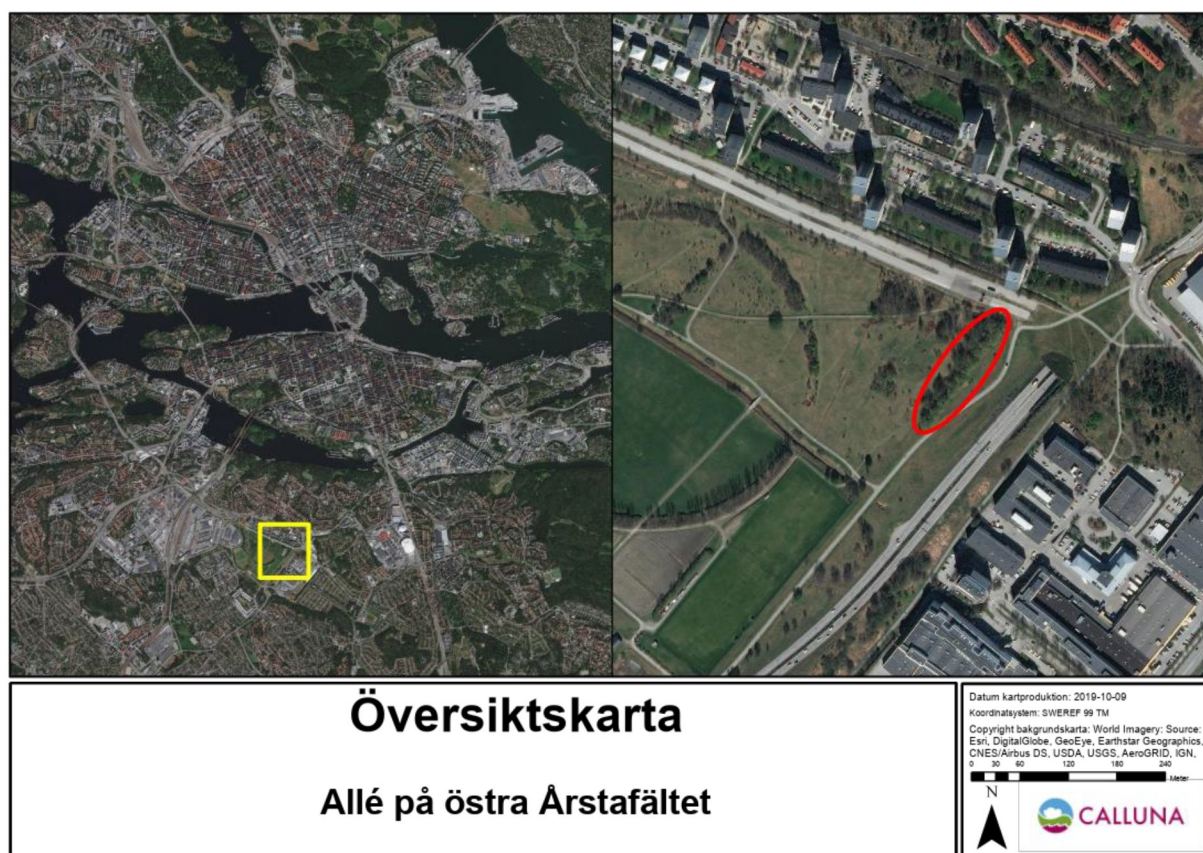 Översiktskarta
Allé på östra Årstafältet
Datum kartproduktion: 2019-10-09
Koordinatsystem: SWEREF 99 TM
Copyright bakgrundskarta: World Imagery: Source:
Esri, DigitalGlobe, GeoEye, Earthstar Geographics,
CNES/Airbus DS, USDA, USGS, AeroGRID, IGN,
0 30 60 120 180 240
Meter
N
CALLUNA